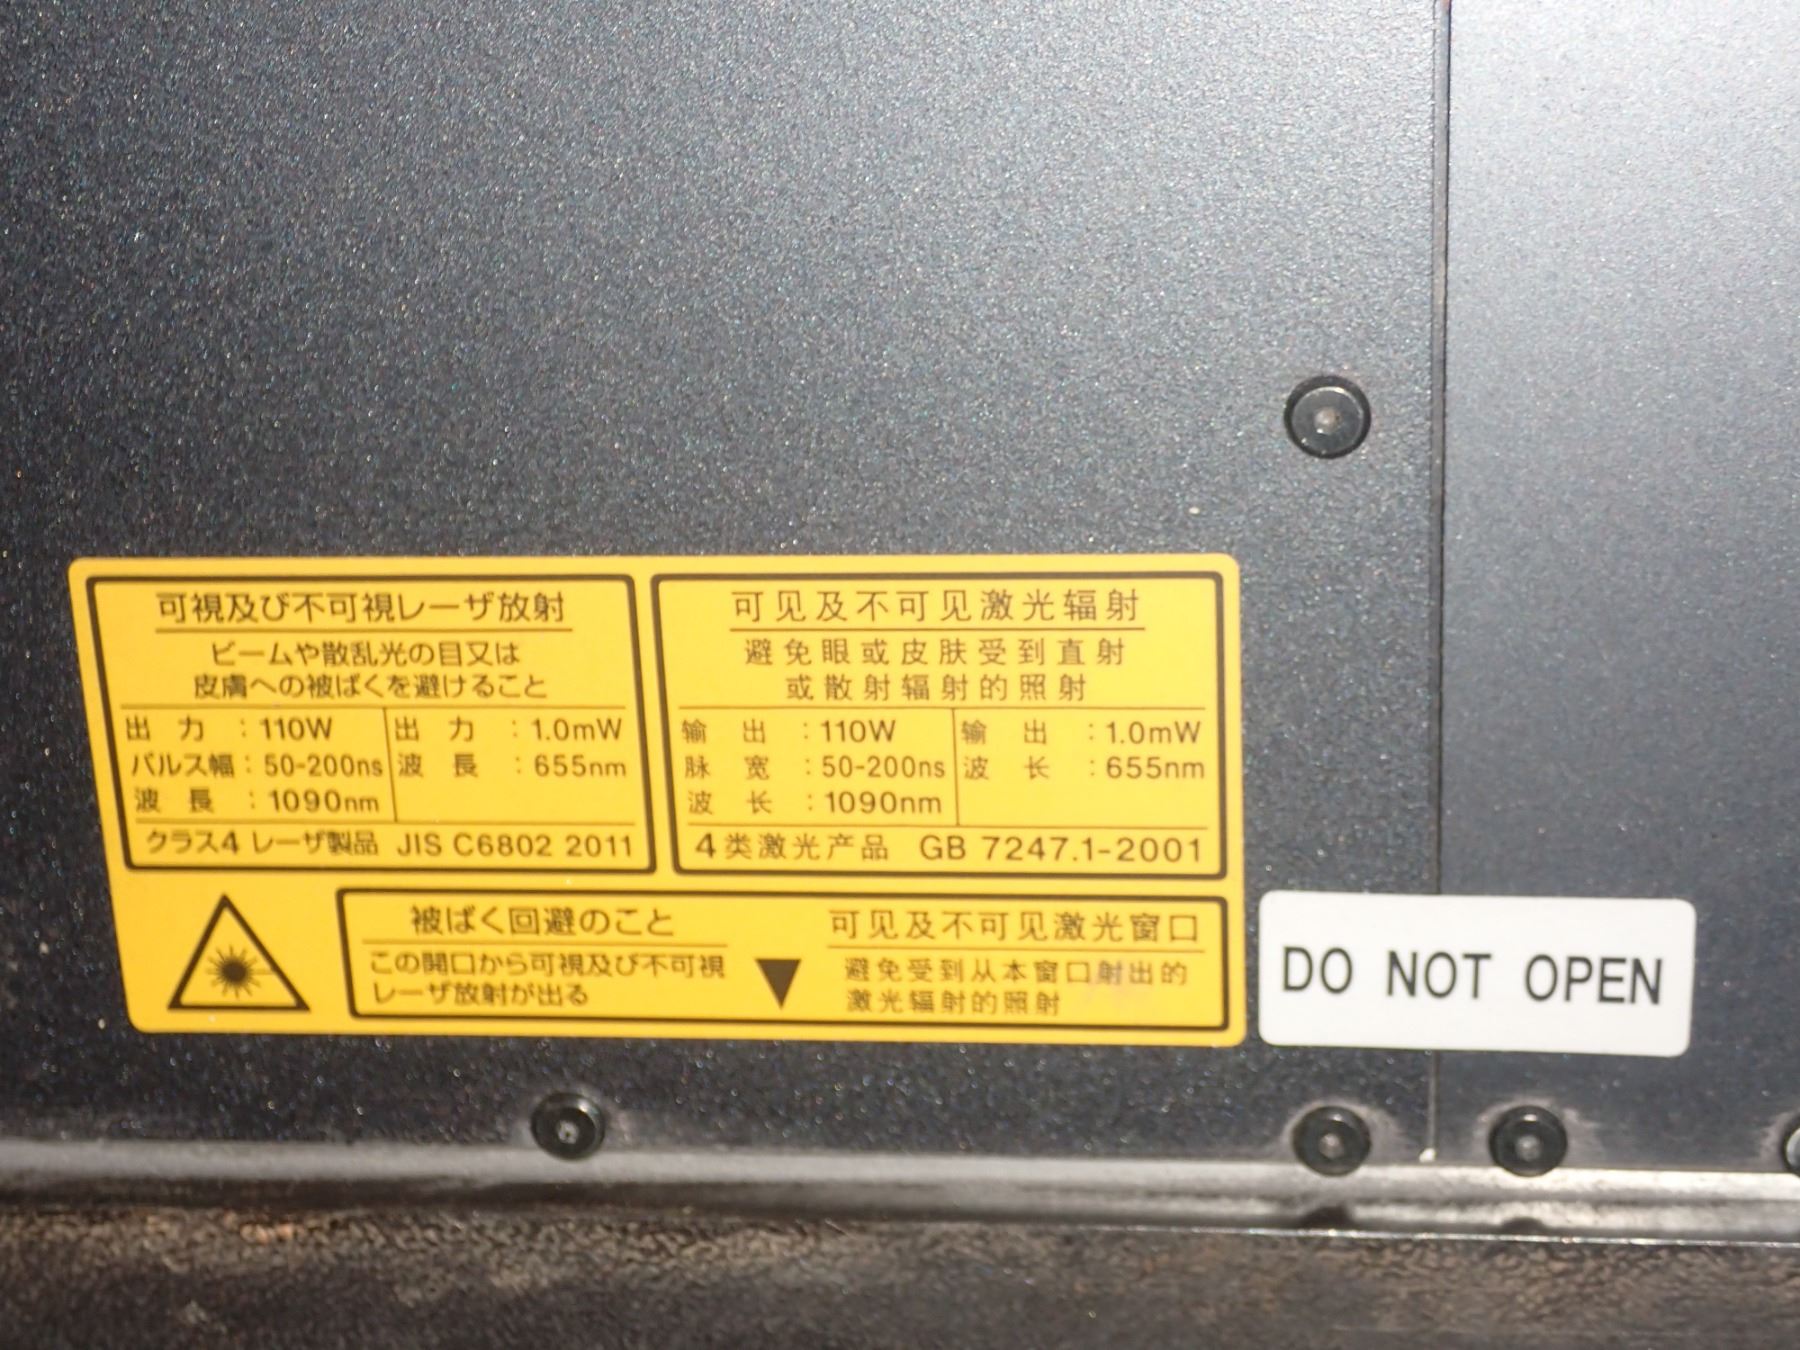 可視及び不可視レーザ放射
ビームや散乱光の目又は
皮膚への被ばくを避けること
出 力 : 110W
パルス幅 : 50-200ns
波 長 : 1090nm
出 力 : 1.0mW
波 長 : 655nm
クラス4 レーザ製品 JIS C6802 2011
可见及不可见激光辐射
避免眼或皮肤受到直射
或散射辐射的照射
输 出 : 110W
脉 宽 : 50-200ns
波 长 : 1090nm
输 出 : 1.0mW
波 长 : 655nm
4类激光产品 GB 7247.1-2001
被ばく回避のこと
この開口から可視及び不可視
レーザ放射が出る
可见及不可见激光窗口
避免受到从本窗口射出的
激光辐射的照射
DO NOT OPEN